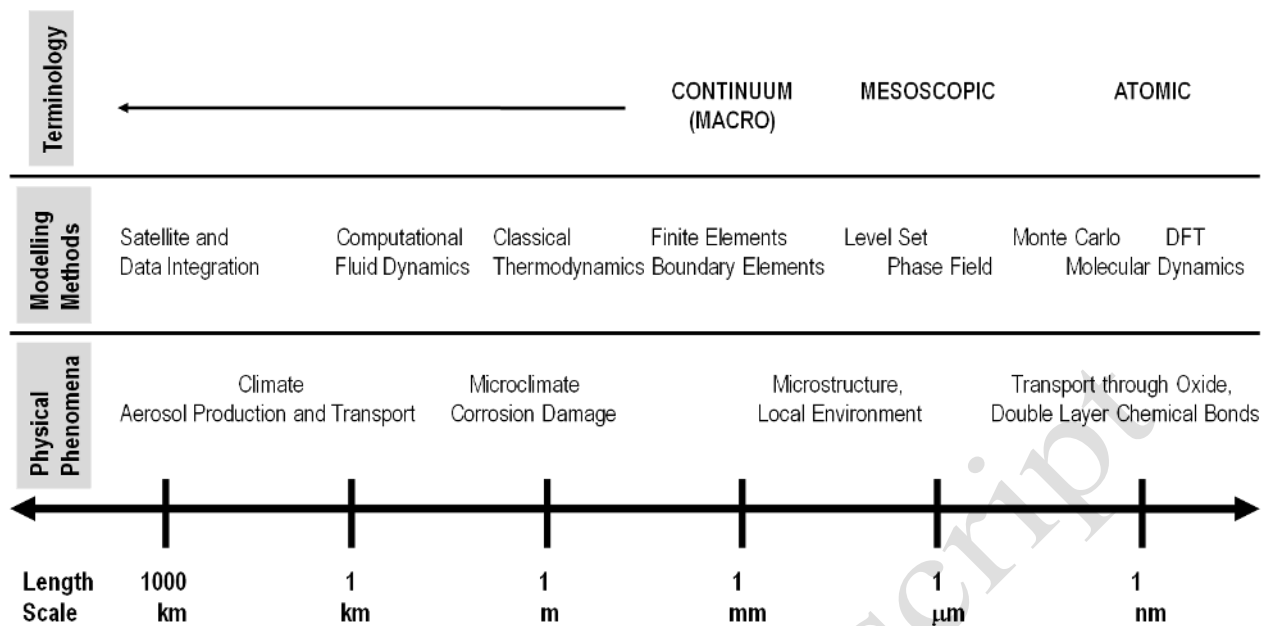 Terminology
CONTINUUM
(MACRO)
MESOSCOPIC
ATOMIC
Modelling
Methods
Satellite and
Data Integration
Computational
Fluid Dynamics
Classical
Thermodynamics
Finite Elements
Boundary Elements
Level Set
Phase Field
Monte Carlo
DFT
Molecular Dynamics
Physical
Phenomena
Climate
Aerosol Production and Transport
Microclimate
Corrosion Damage
Microstructure,
Local Environment
Transport through Oxide,
Double Layer Chemical Bonds
Length
Scale
1000
km
1
km
1
m
1
mm
1
μm
1
nm
script